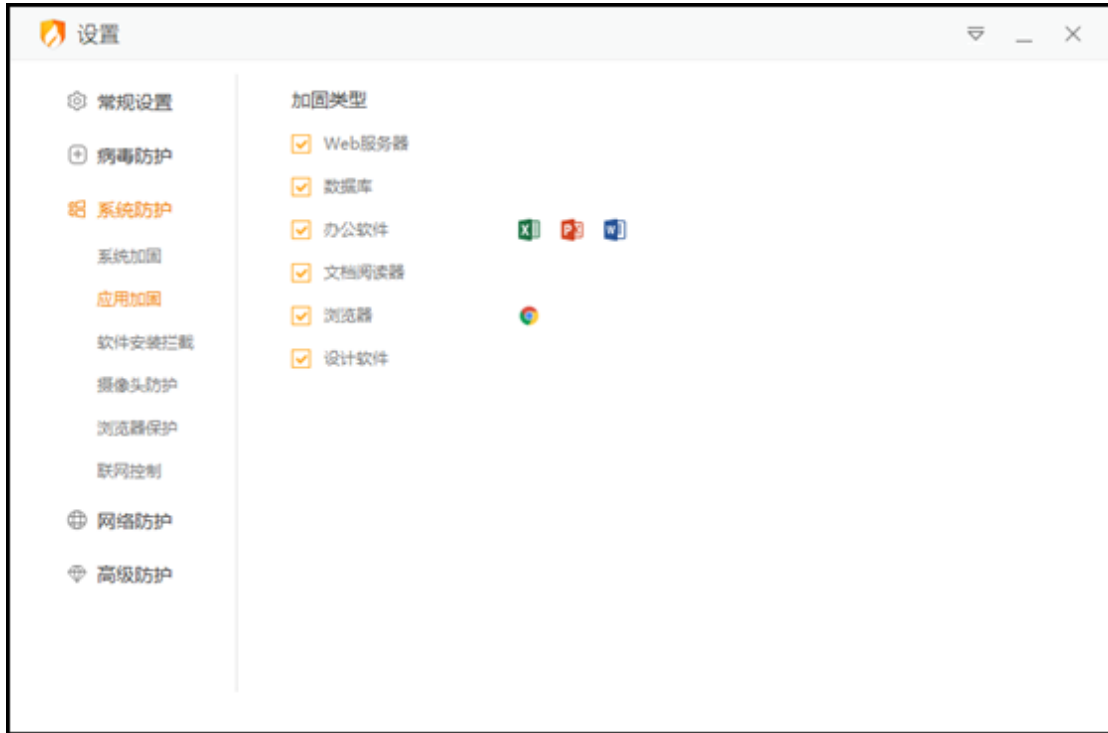 设置
常规设置
病毒防护
系统防护
系统加固
应用加固
软件安装拦截
摄像头防护
浏览器保护
联网控制
网络防护
高级防护
加固类型
Web服务器
数据库
办公软件
文档阅读器
浏览器
设计软件